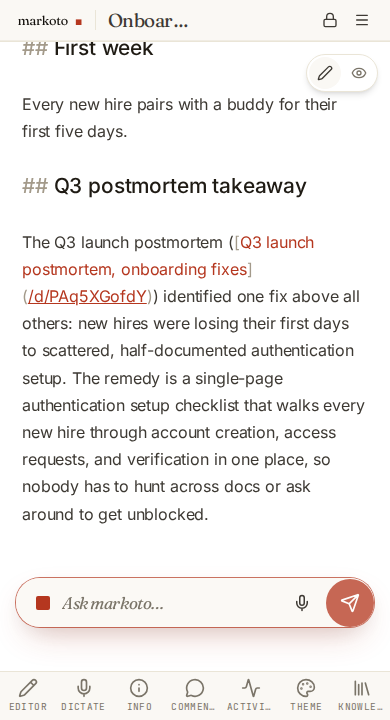 markoto
Onboar...
## First week
Every new hire pairs with a buddy for their
first five days.
## Q3 postmortem takeaway
The Q3 launch postmortem ([Q3 launch
postmortem, onboarding fixes]
(/d/PAq5XGofdY)) identified one fix above all
others: new hires were losing their first days
to scattered, half-documented authentication
setup. The remedy is a single-page
authentication setup checklist that walks every
new hire through account creation, access
requests, and verification in one place, so
nobody has to hunt across docs or ask
around to get unblocked.
Ask markoto...
EDITOR DICTATE INFO COMMEN... ACTIVI... THEME KNOWLE...